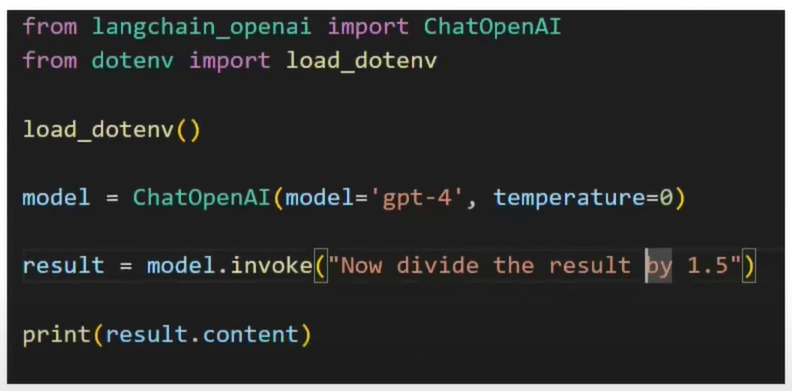 from langchain_openai import ChatOpenAI
from dotenv import load_dotenv
load_dotenv()
model = ChatOpenAI(model='gpt-4', temperature=0)
result = model.invoke("Now divide the result by 1.5")
print(result.content)